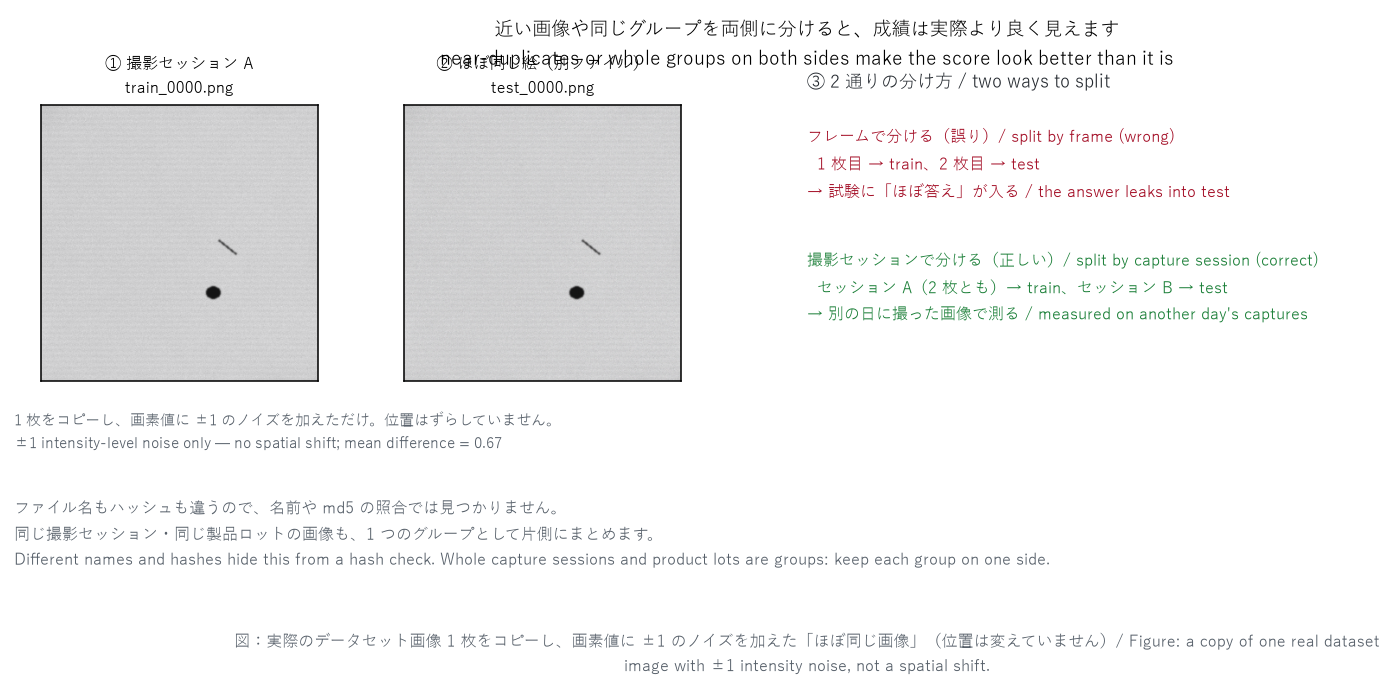 近い画像や同じグループを両側に分けると、成績は実際より良く見えます
near-duplicates or whole groups on both sides make the score look better than it is
① 撮影セッション A
train_0000.png
② ほぼ同じ絵（別ファイル）
test_0000.png
③ 2 通りの分け方 / two ways to split
フレームで分ける（誤り）/ split by frame (wrong)
1 枚目 → train、2 枚目 → test
→ 試験に「ほぼ答え」が入る / the answer leaks into test
撮影セッションで分ける（正しい）/ split by capture session (correct)
セッション A（2 枚とも）→ train、セッション B → test
→ 別の日に撮った画像で測る / measured on another day's captures
1 枚をコピーし、画素値に ±1 のノイズを加えただけ。位置はずらしていません。
±1 intensity-level noise only — no spatial shift; mean difference = 0.67
ファイル名もハッシュも違うので、名前や md5 の照合では見つかりません。
同じ撮影セッション・同じ製品ロットの画像も、1 つのグループとして片側にまとめます。
Different names and hashes hide this from a hash check. Whole capture sessions and product lots are groups: keep each group on one side.
図：実際のデータセット画像 1 枚をコピーし、画素値に ±1 のノイズを加えた「ほぼ同じ画像」（位置は変えていません）/ Figure: a copy of one real dataset
image with ±1 intensity noise, not a spatial shift.